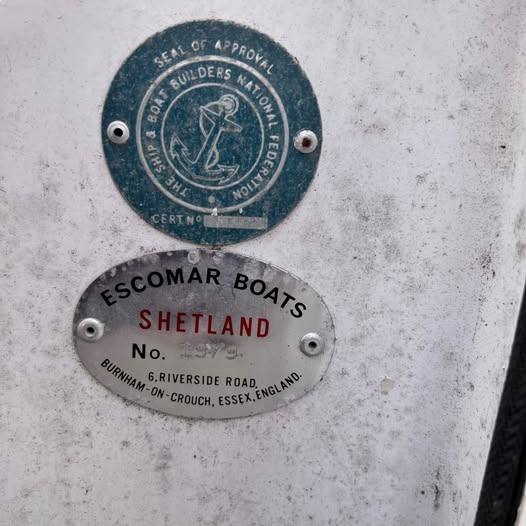 SEAL OF APPROVAL
THE SHIP & BOAT BUILDERS NATIONAL FEDERATION
CERT Nº
ESCOMAR BOATS
SHETLAND
No.
6, RIVERSIDE ROAD,
BURNHAM-ON-CROUCH, ESSEX, ENGLAND.